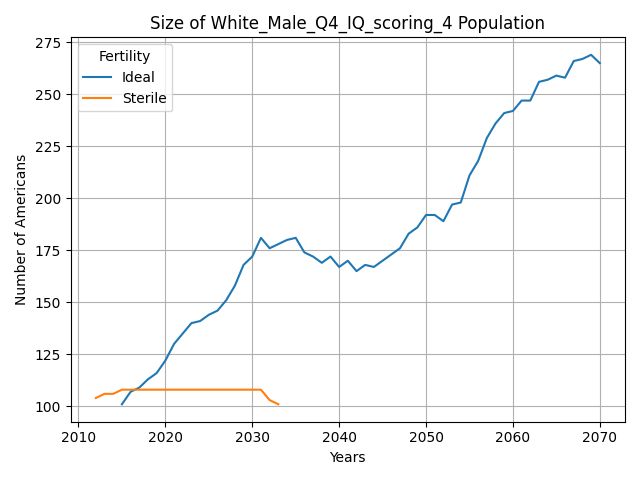 Size of White_Male_Q4_IQ_scoring_4 Population
Fertility
Ideal
Sterile
275
250
225
200
175
150
125
100
Number of Americans
2010 2020 2030 2040 2050 2060 2070
Years